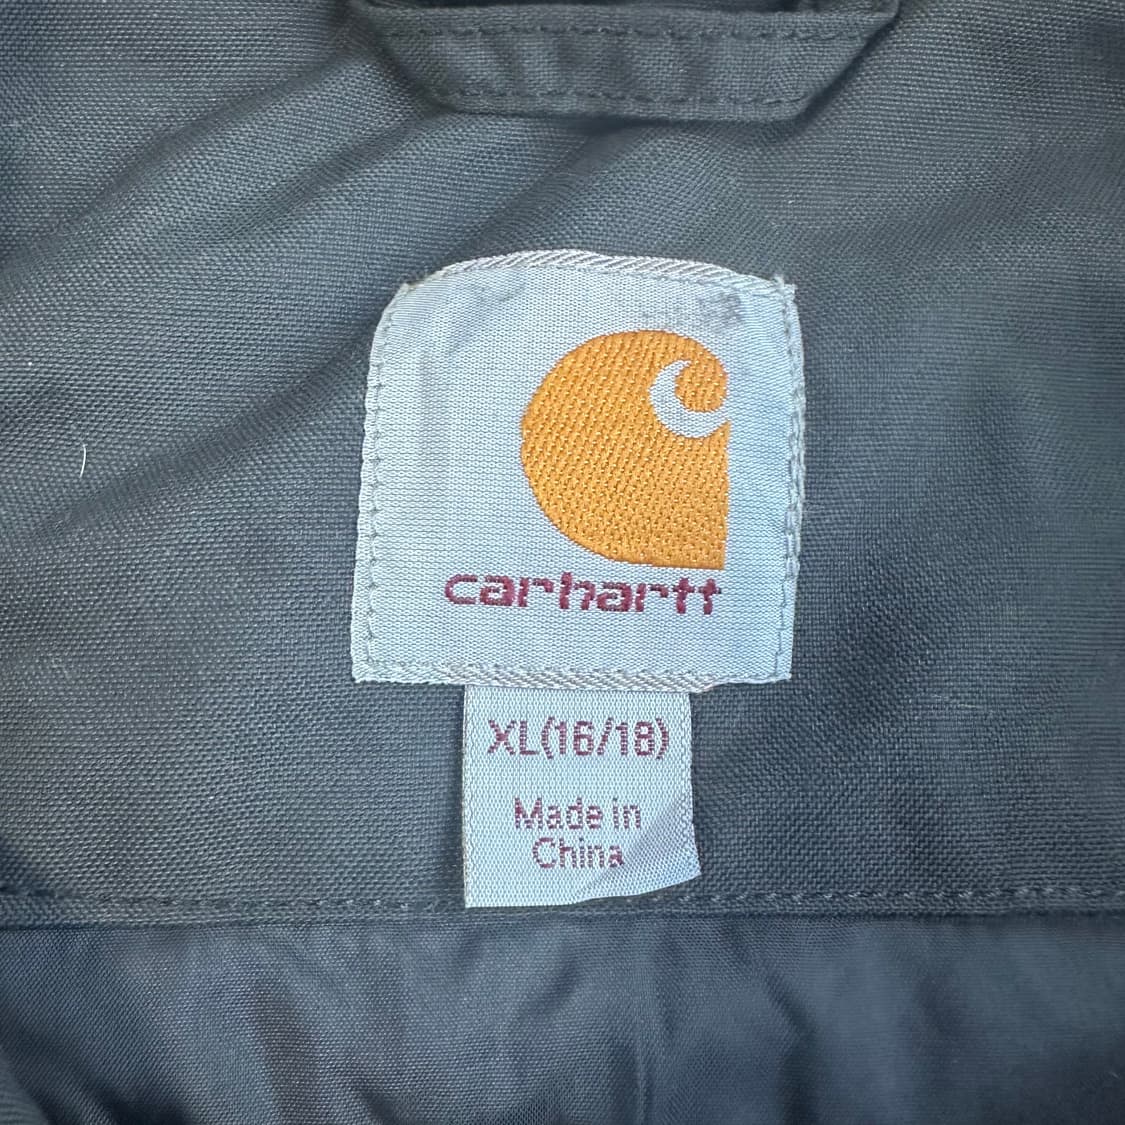 carhartt
XL(16/18)
Made in
China